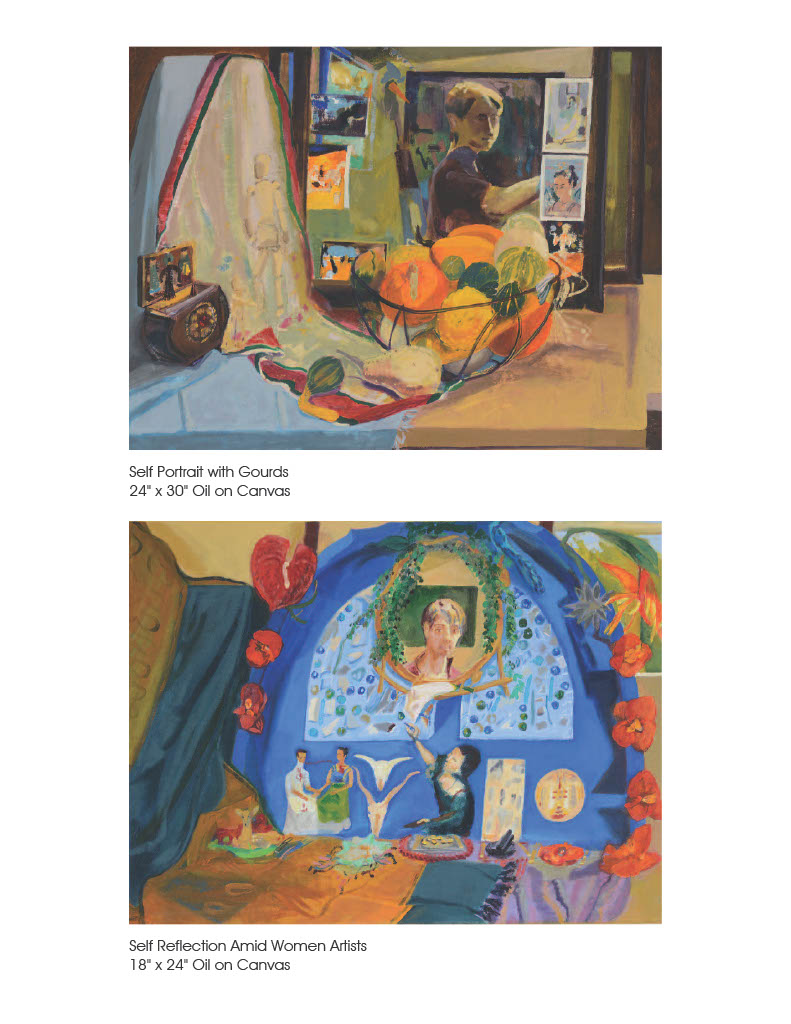 Self Portrait with Gourds
24" x 30" Oil on Canvas
Self Reflection Amid Women Artists
18" x 24" Oil on Canvas